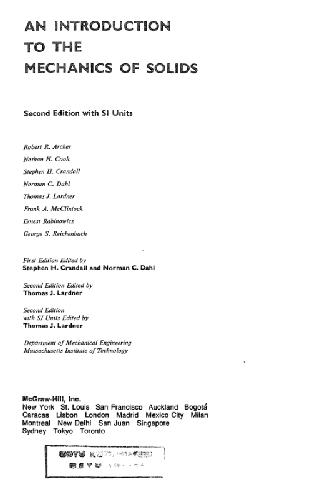 AN INTRODUCTION
TO THE
MECHANICS OF SOLIDS
Second Edition with SI Units
Robert R. Archer
Nathan H. Cook
Stephen H. Crandall
Norman C. Dahl
Thomas J. Lardner
Frank A. McClintock
Ernest Rabinowicz
George S. Reichenbach
First Edition Edited by
Stephen H. Crandall and Norman C. Dahl
Second Edition Edited by
Thomas J. Lardner
Second Edition
with SI Units Edited by
Thomas J. Lardner
Department of Mechanical Engineering
Massachusetts Institute of Technology
McGraw-Hill, Inc.
New York St. Louis San Francisco Auckland Bogotá
Caracas Lisbon London Madrid Mexico City Milan
Montreal New Delhi San Juan Singapore
Sydney Tokyo Toronto